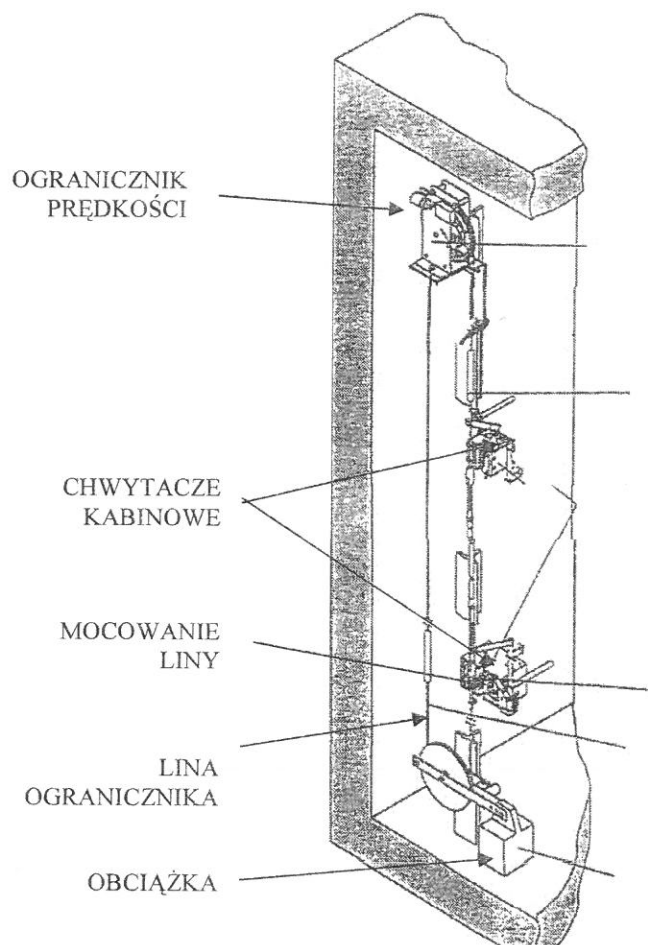 OGRANICZNIK
PRĘDKOŚCI
CHWYTACZE
KABINOWE
MOCOWANIE
LINY
LINA
OGRANICZNIKA
OBCIĄŻKA